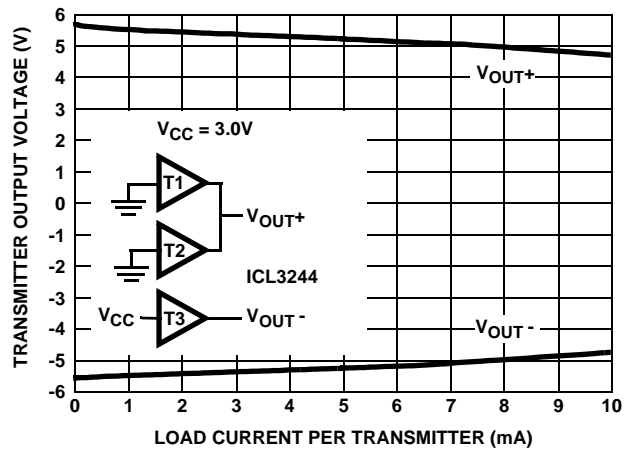 TRANSMITTER OUTPUT VOLTAGE (V)
6
5
4
3
2
1
0
-1
-2
-3
-4
-5
-6
VOUT+
VCC = 3.0V
T1
VOUT+
T2
ICL3244
VCC
T3
VOUT -
VOUT -
0 1 2 3 4 5 6 7 8 9 10
LOAD CURRENT PER TRANSMITTER (mA)